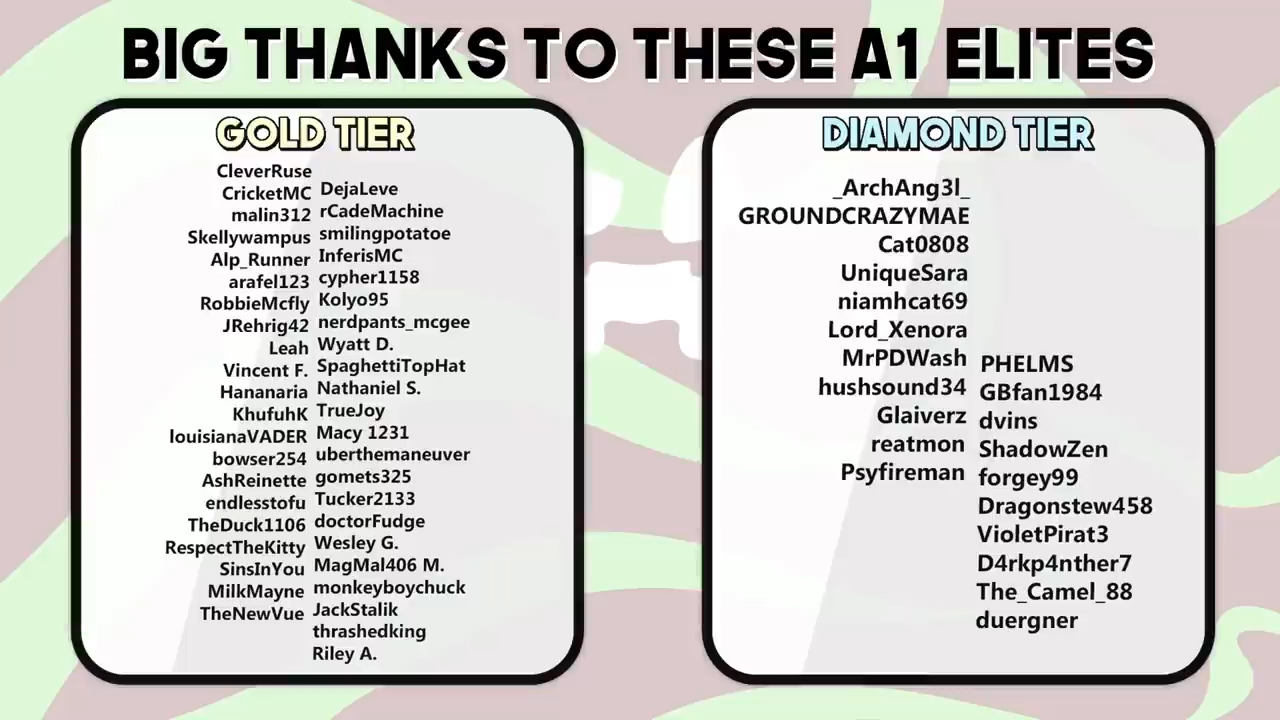 BIG THANKS TO THESE A1 ELITES
GOLD TIER
CleverRuse
CricketMC
malin312
Skellywampus
Alp_Runner
arafel123
RobbieMcfly
JRehrig42
Leah
Vincent F.
Hananaria
KhufuhK
louisianaVADER
bowser254
AshReinette
endlesstofu
TheDuck1106
RespectTheKitty
SinsInYou
MilkMayne
TheNewVue
DejaLeve
rCadeMachine
smilingpotatoe
InferisMC
cypher1158
Kolyo95
nerdpants_mcgee
Wyatt D.
SpaghettiTopHat
Nathaniel S.
TrueJoy
Macy 1231
uberthemaneuver
gomets325
Tucker2133
doctorFudge
Wesley G.
MagMal406 M.
monkeyboychuck
JackStalik
thrashedking
Riley A.
DIAMOND TIER
_ArchAng3l_
GROUNDCRAZYMAE
Cat0808
UniqueSara
niamhcat69
Lord_Xenora
MrPDWash
hushsound34
Glaiverz
reatmon
Psyfireman
PHELMS
GBfan1984
dvins
ShadowZen
forgey99
Dragonstew458
VioletPirat3
D4rkp4nther7
The_Camel_88
duergner